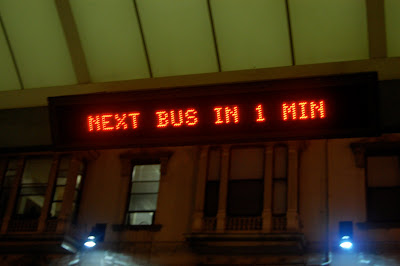 NEXT BUS IN 1 MIN